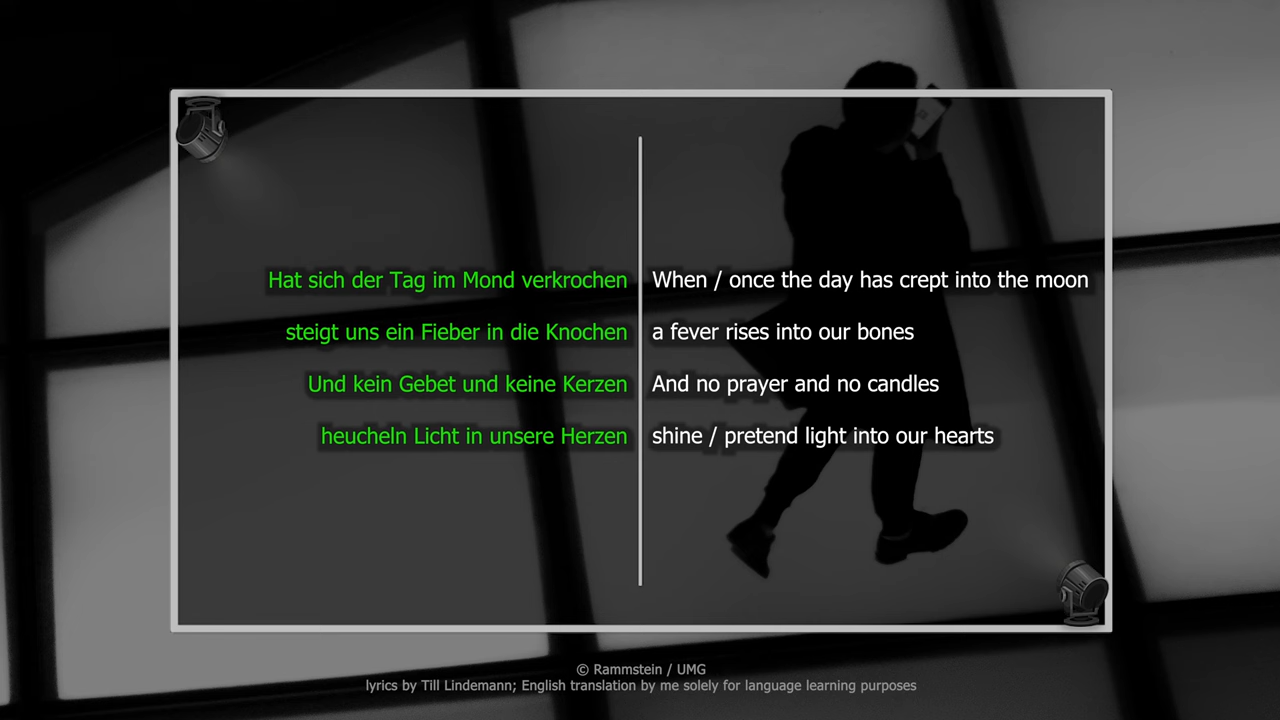 Hat sich der Tag im Mond verkrochen
When / once the day has crept into the moon
steigt uns ein Fieber in die Knochen
a fever rises into our bones
Und kein Gebet und keine Kerzen
And no prayer and no candles
heucheln Licht in unsere Herzen
shine / pretend light into our hearts
© Rammstein / UMG
lyrics by Till Lindemann; English translation by me solely for language learning purposes